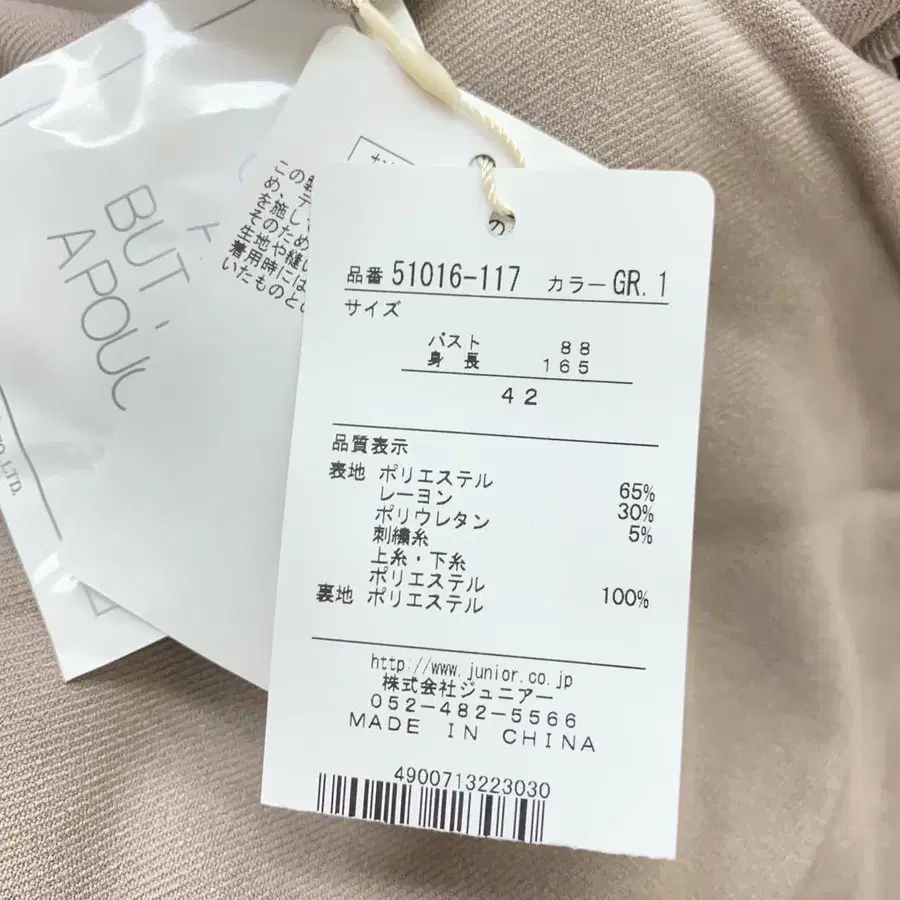 BUT
APOUL
O.,LTD.
この
め、
を施し
そのため
生地や縫い
着用時には
いたものと
品番 51016-117 カラー GR. 1
サイズ
バスト 88
身 長 165
42
品質表示
表地 ポリエステル 65%
レーヨン 30%
ポリウレタン 5%
刺繍糸
上糸・下糸
ポリエステル 100%
裏地 ポリエステル
http://www.junior.co.jp
株式会社ジュニアー
052-482-5566
MADE IN CHINA
4900713223030